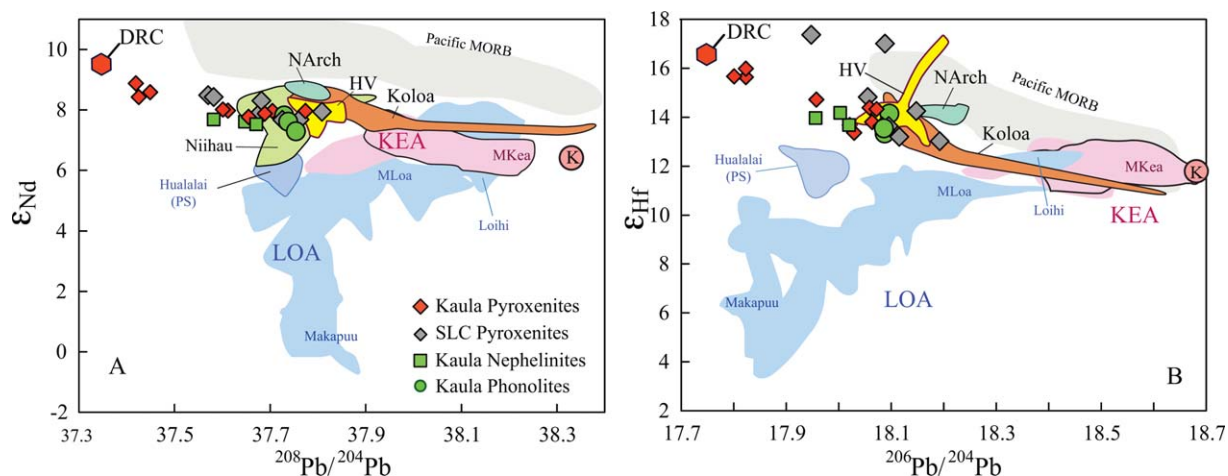 10
8
6
4
2
0
-2
εNd
DRC
Pacific MORB
NArch
HV
Koloa
Niihau
KEA
MKea
K
Hualalai
(PS)
MLoa
Loihi
LOA
Makapuu
Kaula Pyroxenites
SLC Pyroxenites
Kaula Nephelinites
Kaula Phonolites
A
37.3 37.5 37.7 37.9 38.1 38.3
²⁰⁸Pb/²⁰⁴Pb
18
16
14
12
10
8
6
4
2
εHf
DRC
HV
NArch
Pacific MORB
Koloa
Hualalai
(PS)
MKea
K
MLoa
Loihi
KEA
LOA
Makapuu
B
17.7 17.9 18.1 18.3 18.5 18.7
²⁰⁶Pb/²⁰⁴Pb